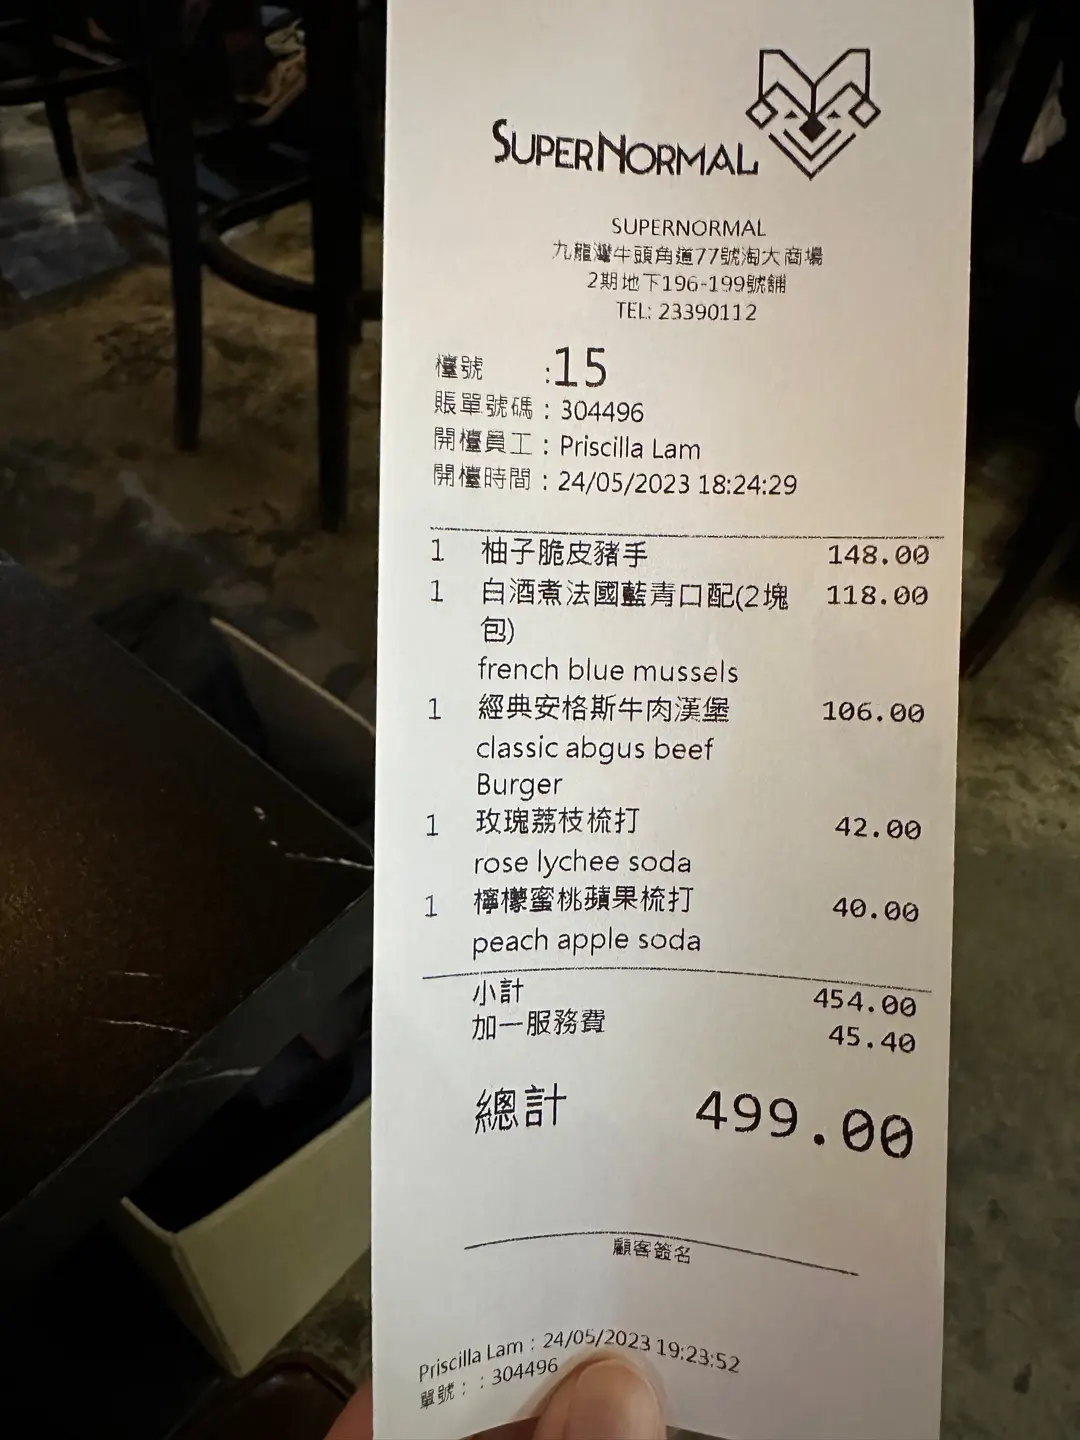 SUPERNORMAL
SUPERNORMAL
九龍灣牛頭角道77號淘大商場
2期地下196-199號舖
TEL: 23390112
檯號 :15
賬單號碼 : 304496
開檯員工 : Priscilla Lam
開檯時間 : 24/05/2023 18:24:29
1 柚子脆皮豬手 148.00
1 白酒煮法國藍青口配(2塊 118.00
包)
french blue mussels
1 經典安格斯牛肉漢堡 106.00
classic abgus beef
Burger
1 玫瑰荔枝梳打 42.00
rose lychee soda
1 檸檬蜜桃蘋果梳打 40.00
peach apple soda
小計 454.00
加一服務費 45.40
總計 499.00
顧客簽名
Priscilla Lam : 24/05/2023 19:23:52
單號: : 304496